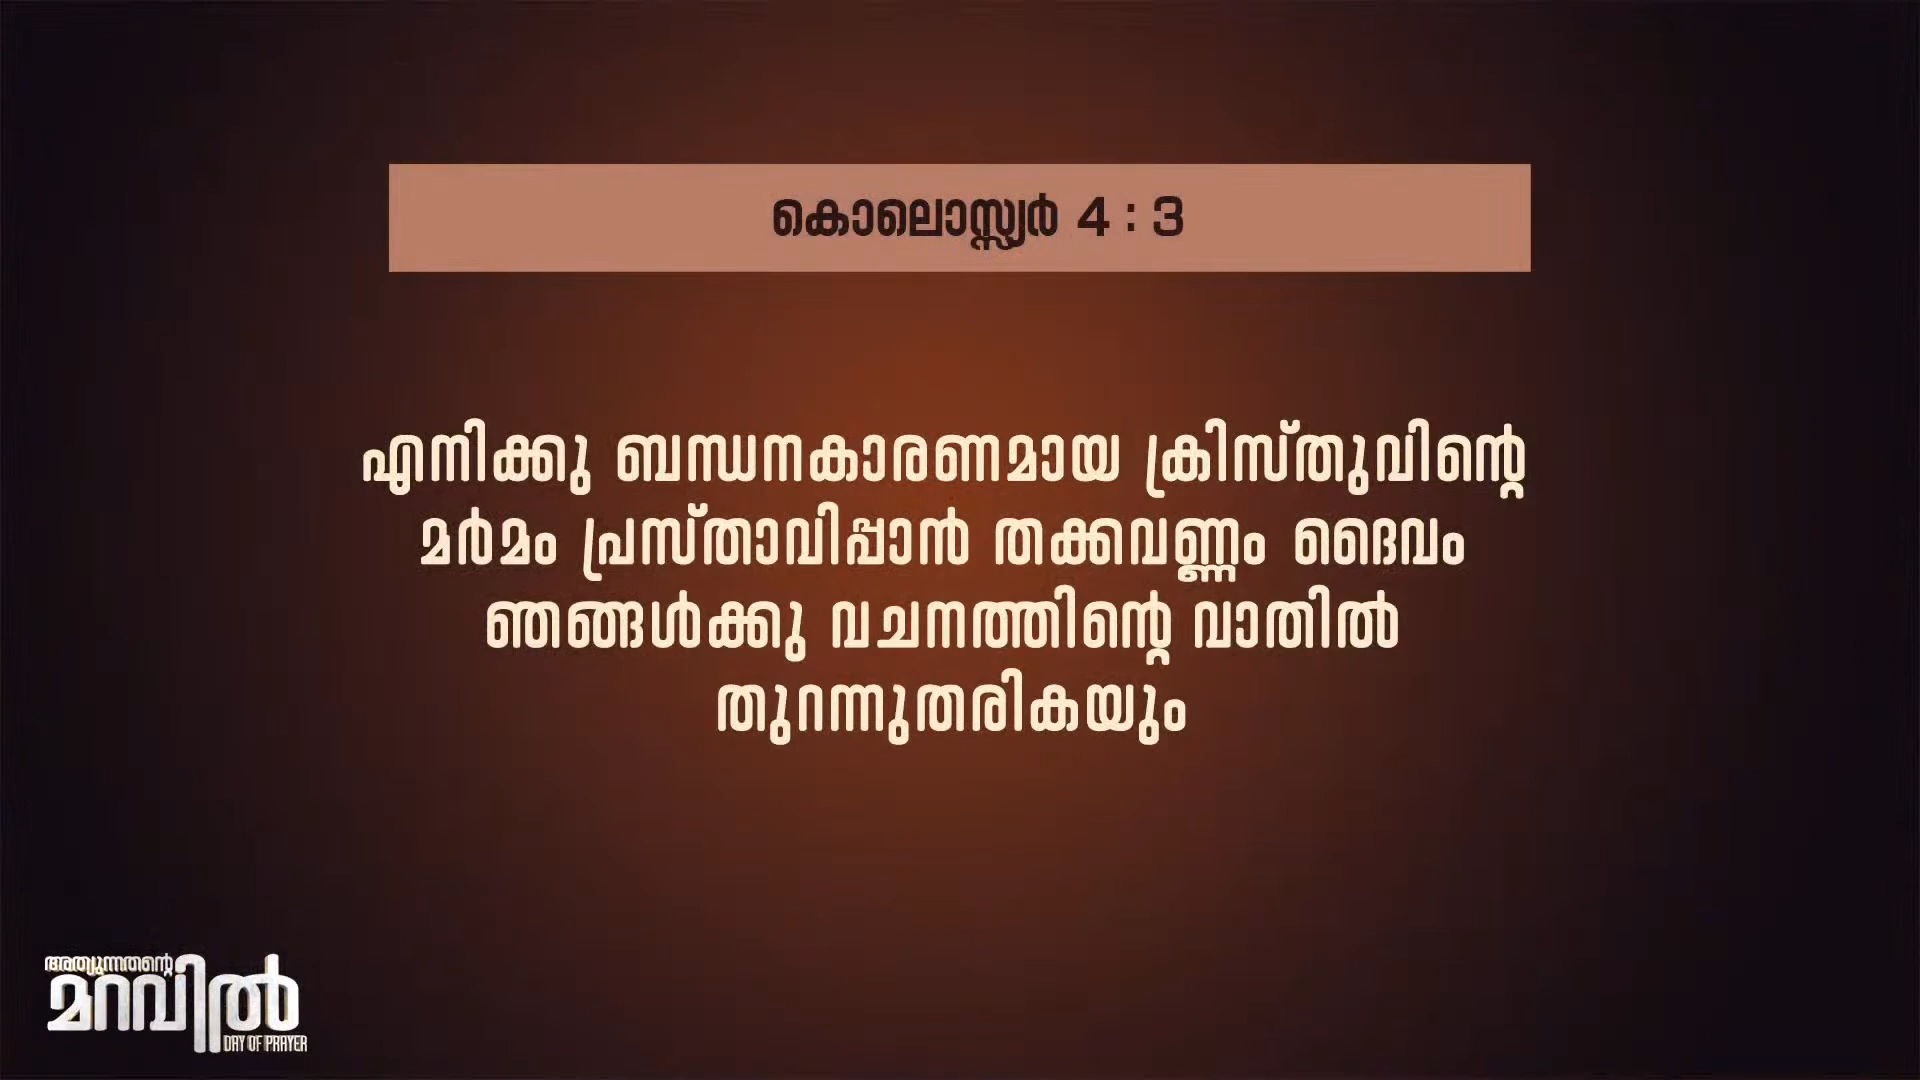 കൊലൊസ്സ്യർ 4 : 3
എനിക്കു ബന്ധനകാരണമായ ക്രിസ്തുവിന്റെ
മർമം പ്രസ്താവിപ്പാൻ തക്കവണ്ണം ദൈവം
ഞങ്ങൾക്കു വചനത്തിന്റെ വാതിൽ
തുറന്നുതരികയും
അത്യുന്നതന്റെ
മറവിൽ
DAY OF PRAYER